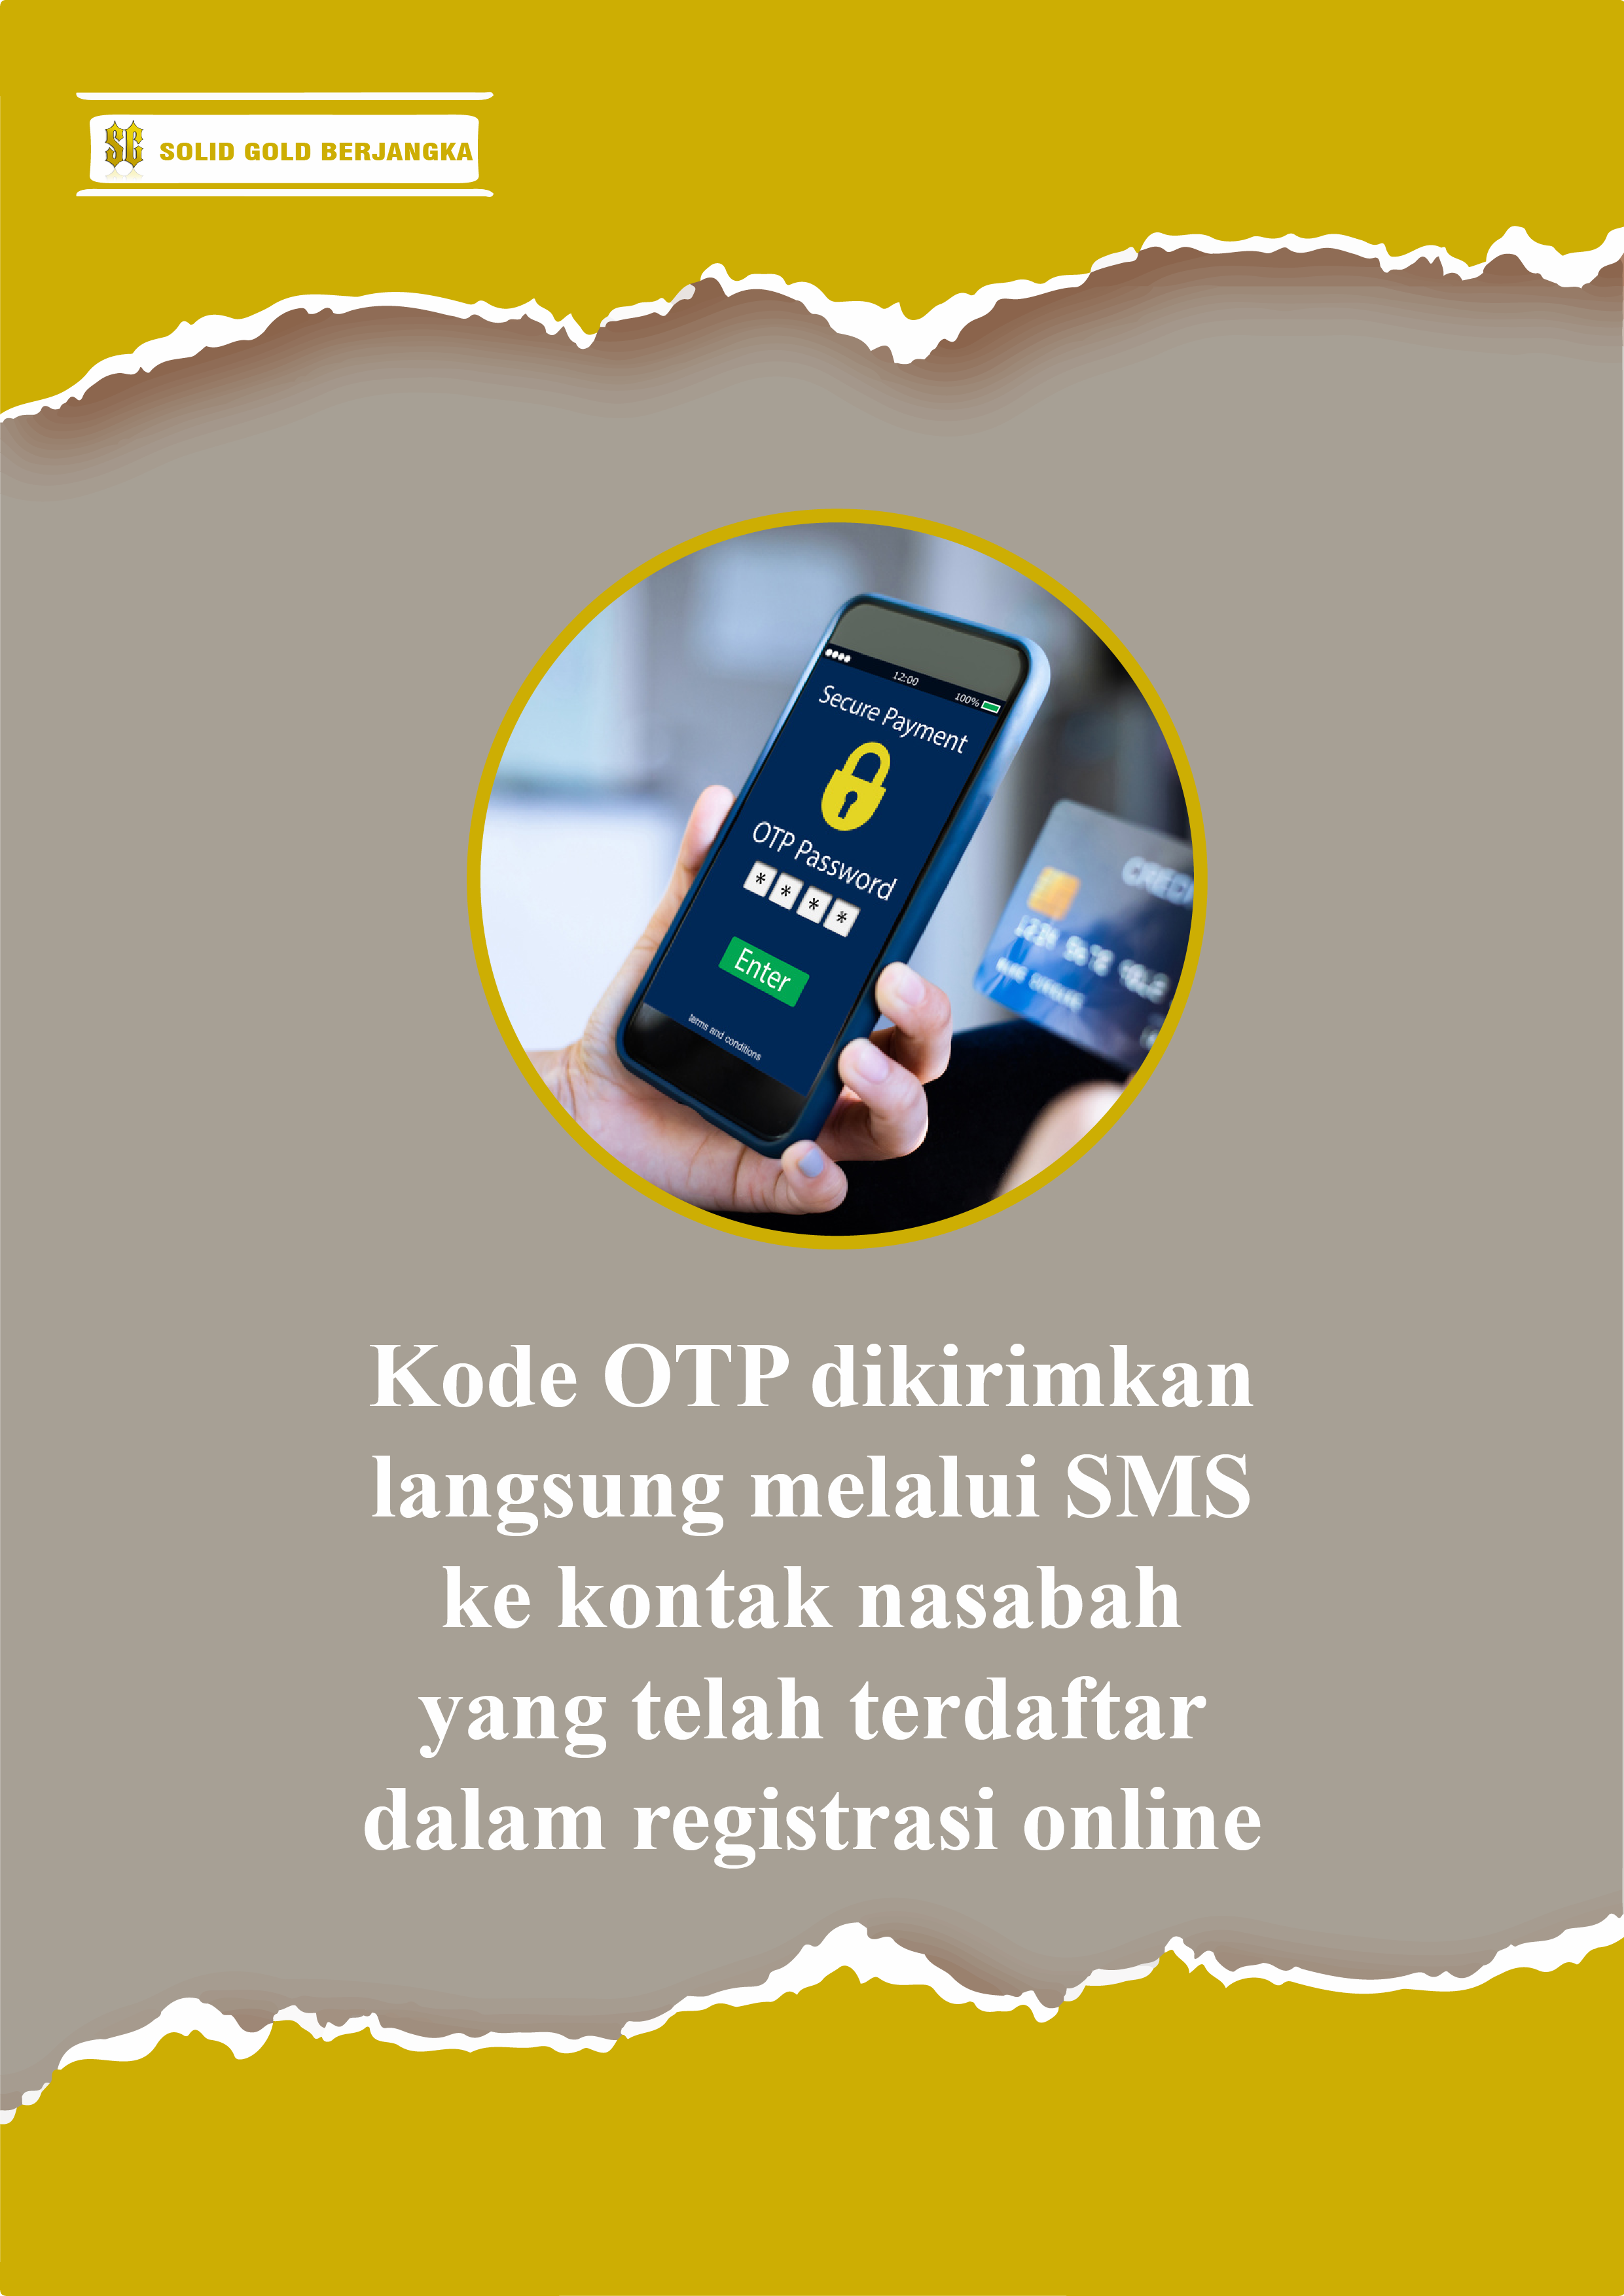 SG SOLID GOLD BERJANGKA
12:00
100%
Secure Payment
OTP Password
* * * *
Enter
terms and conditions
Kode OTP dikirimkan
langsung melalui SMS
ke kontak nasabah
yang telah terdaftar
dalam registrasi online